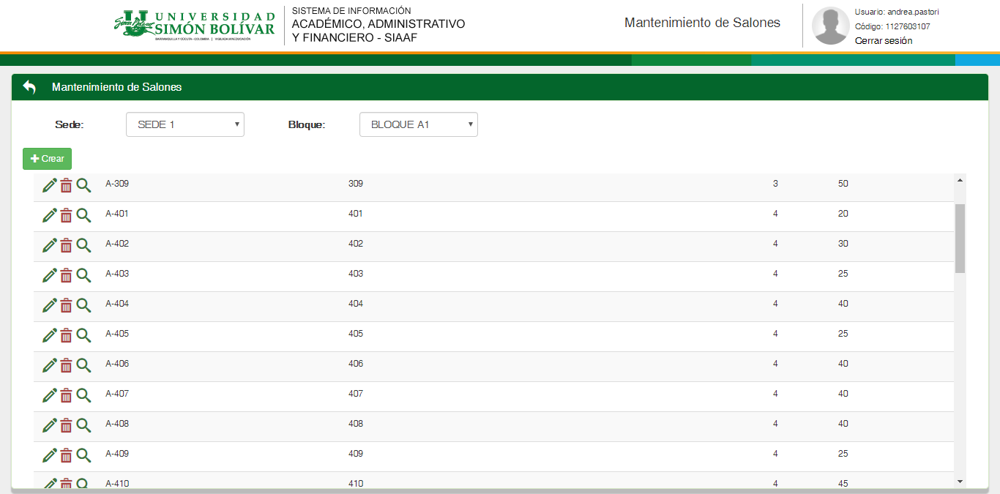 UNIVERSIDAD
SIMÓN BOLÍVAR
BARRANQUILLA Y CÚCUTA - COLOMBIA | VIGILADA MINEDUCACIÓN
SISTEMA DE INFORMACIÓN
ACADÉMICO, ADMINISTRATIVO
Y FINANCIERO - SIAAF
Mantenimiento de Salones
Usuario: andrea.pastori
Código: 1127603107
Cerrar sesión
Mantenimiento de Salones
Sede: SEDE 1 Bloque: BLOQUE A1
Crear
A-309 309 3 50
A-401 401 4 20
A-402 402 4 30
A-403 403 4 25
A-404 404 4 40
A-405 405 4 25
A-406 406 4 40
A-407 407 4 40
A-408 408 4 40
A-409 409 4 25
A-410 410 4 45